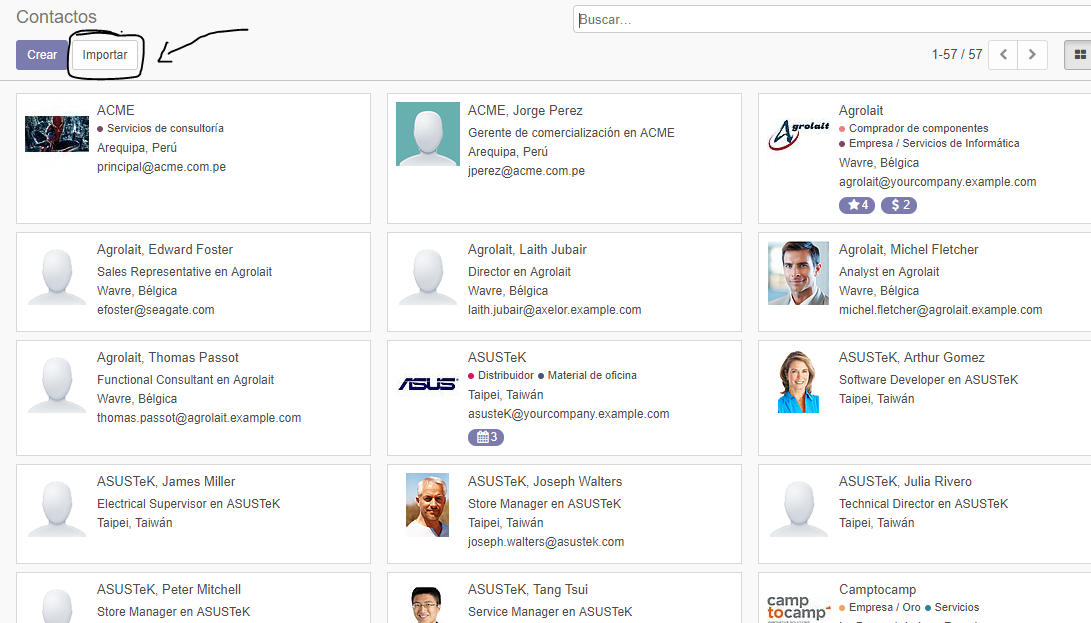 Contactos
Buscar...
Crear
Importar
1-57 / 57
ACME
Servicios de consultoría
Arequipa, Perú
principal@acme.com.pe
ACME, Jorge Perez
Gerente de comercialización en ACME
Arequipa, Perú
jperez@acme.com.pe
Agrolait
Agrolait
Comprador de componentes
Empresa / Servicios de Informática
Wavre, Bélgica
agrolait@yourcompany.example.com
4
$ 2
Agrolait, Edward Foster
Sales Representative en Agrolait
Wavre, Bélgica
efoster@seagate.com
Agrolait, Laith Jubair
Director en Agrolait
Wavre, Bélgica
laith.jubair@axelor.example.com
Agrolait, Michel Fletcher
Analyst en Agrolait
Wavre, Bélgica
michel.fletcher@agrolait.example.com
Agrolait, Thomas Passot
Functional Consultant en Agrolait
Wavre, Bélgica
thomas.passot@agrolait.example.com
ASUS
ASUSTeK
Distribuidor Material de oficina
Taipei, Taiwán
asusteK@yourcompany.example.com
3
ASUSTeK, Arthur Gomez
Software Developer en ASUSTeK
Taipei, Taiwán
ASUSTeK, James Miller
Electrical Supervisor en ASUSTeK
Taipei, Taiwán
ASUSTeK, Joseph Walters
Store Manager en ASUSTeK
Taipei, Taiwán
joseph.walters@asustek.com
ASUSTeK, Julia Rivero
Technical Director en ASUSTeK
Taipei, Taiwán
ASUSTeK, Peter Mitchell
Store Manager en ASUSTeK
ASUSTeK, Tang Tsui
Service Manager en ASUSTeK
camp
tocamp
Camptocamp
Empresa / Oro Servicios